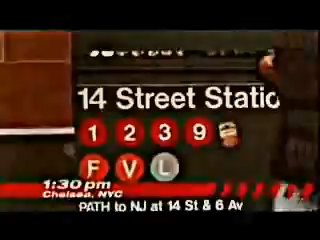 14 Street Statio
1 2 3 9
F V L
1:30 pm
Chelsea, NYC
PATH to NJ at 14 St & 6 Av